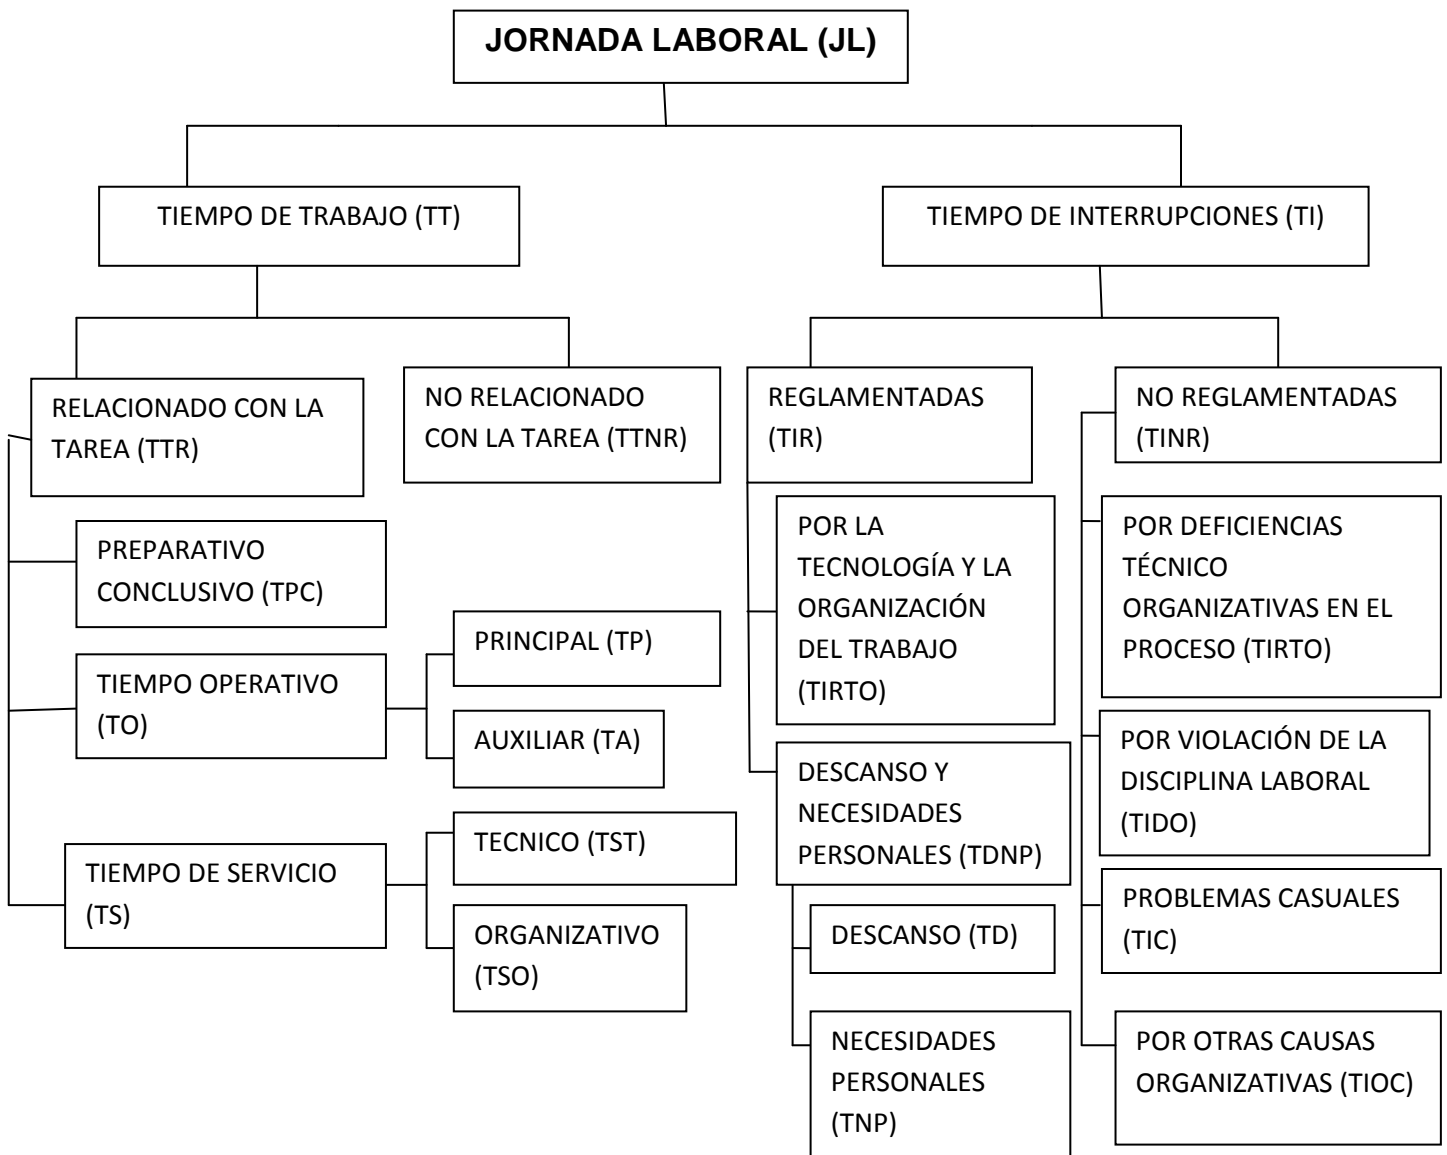 JORNADA LABORAL (JL)
TIEMPO DE TRABAJO (TT)
TIEMPO DE INTERRUPCIONES (TI)
RELACIONADO CON LA
TAREA (TTR)
NO RELACIONADO
CON LA TAREA (TTNR)
REGLAMENTADAS
(TIR)
NO REGLAMENTADAS
(TINR)
PREPARATIVO
CONCLUSIVO (TPC)
TIEMPO OPERATIVO
(TO)
PRINCIPAL (TP)
AUXILIAR (TA)
TIEMPO DE SERVICIO
(TS)
TECNICO (TST)
ORGANIZATIVO
(TSO)
POR LA
TECNOLOGÍA Y LA
ORGANIZACIÓN
DEL TRABAJO
(TIRTO)
DESCANSO Y
NECESIDADES
PERSONALES (TDNP)
DESCANSO (TD)
NECESIDADES
PERSONALES
(TNP)
POR DEFICIENCIAS
TÉCNICO
ORGANIZATIVAS EN EL
PROCESO (TIRTO)
POR VIOLACIÓN DE LA
DISCIPLINA LABORAL
(TIDO)
PROBLEMAS CASUALES
(TIC)
POR OTRAS CAUSAS
ORGANIZATIVAS (TIOC)